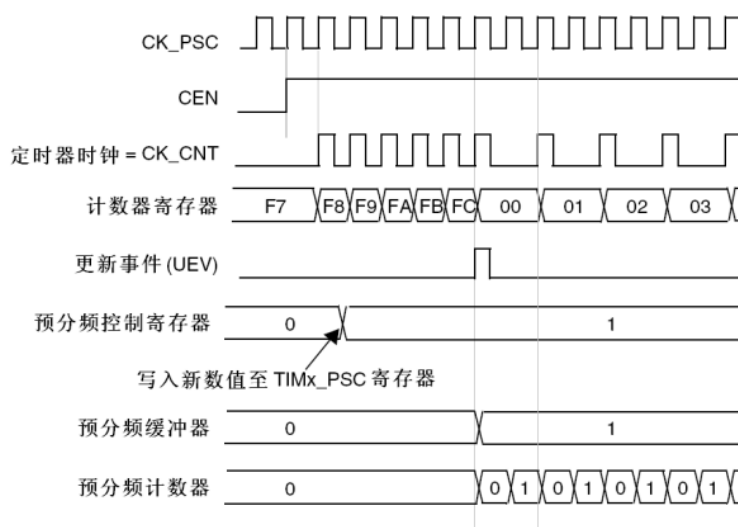 CK_PSC
CEN
定时器时钟 = CK_CNT
计数器寄存器 F7 F8 F9 FA FB FC 00 01 02 03
更新事件(UEV)
预分频控制寄存器 0 1
写入新数值至 TIMx_PSC 寄存器
预分频缓冲器 0 1
预分频计数器 0 0 1 0 1 0 1 0 1